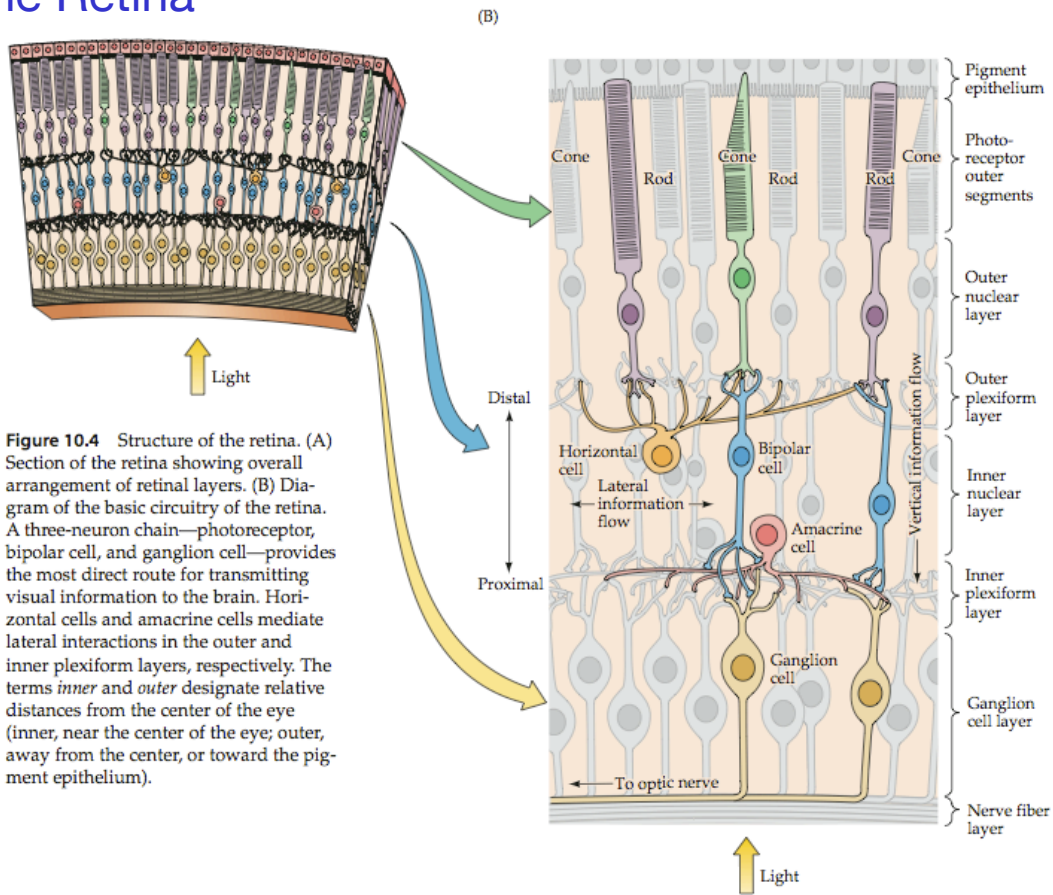 Retina
(B)
Light
Figure 10.4 Structure of the retina. (A)
Section of the retina showing overall
arrangement of retinal layers. (B) Dia-
gram of the basic circuitry of the retina.
A three-neuron chain—photoreceptor,
bipolar cell, and ganglion cell—provides
the most direct route for transmitting
visual information to the brain. Hori-
zontal cells and amacrine cells mediate
lateral interactions in the outer and
inner plexiform layers, respectively. The
terms inner and outer designate relative
distances from the center of the eye
(inner, near the center of the eye; outer,
away from the center, or toward the pig-
ment epithelium).
Distal
Proximal
Cone
Rod
Cone
Rod
Rod
Cone
Horizontal
cell
Bipolar
cell
Lateral
information
flow
Amacrine
cell
Vertical information flow
Ganglion
cell
To optic nerve
Light
Pigment
epithelium
Photo-
receptor
outer
segments
Outer
nuclear
layer
Outer
plexiform
layer
Inner
nuclear
layer
Inner
plexiform
layer
Ganglion
cell layer
Nerve fiber
layer